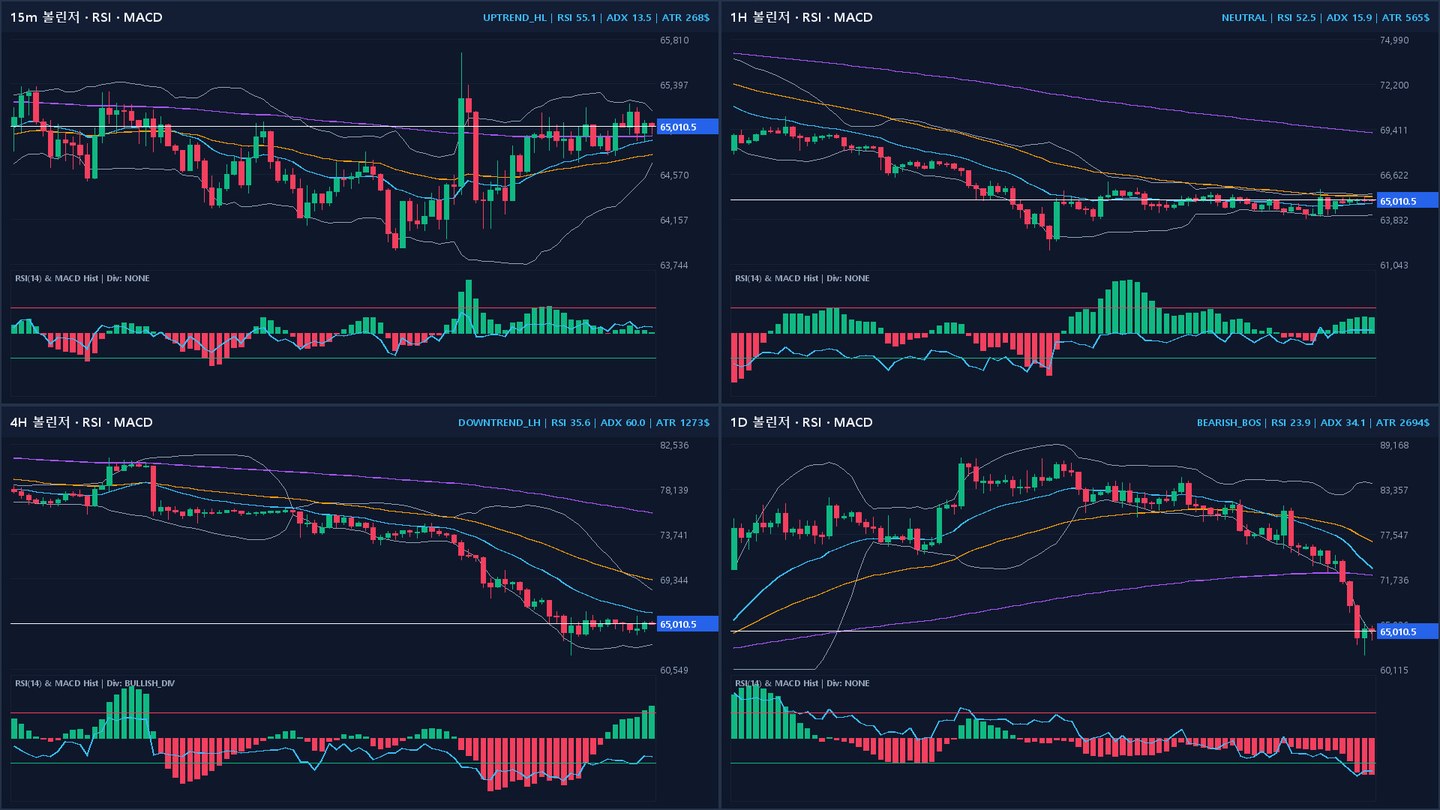 15m 볼린저 · RSI · MACD
UPTREND_HL | RSI 55.1 | ADX 13.5 | ATR 268$
65,810
65,397
65,010.5
64,570
64,157
63,744
RSI(14) & MACD Hist | Div: NONE
1H 볼린저 · RSI · MACD
NEUTRAL | RSI 52.5 | ADX 15.9 | ATR 565$
74,990
72,200
69,411
66,622
65,010.5
63,832
61,043
RSI(14) & MACD Hist | Div: NONE
4H 볼린저 · RSI · MACD
DOWNTREND_LH | RSI 35.6 | ADX 60.0 | ATR 1273$
82,536
78,139
73,741
69,344
65,010.5
60,549
RSI(14) & MACD Hist | Div: BULLISH_DIV
1D 볼린저 · RSI · MACD
BEARISH_BOS | RSI 23.9 | ADX 34.1 | ATR 2694$
89,168
83,357
77,547
71,736
65,010.5
60,115
RSI(14) & MACD Hist | Div: NONE